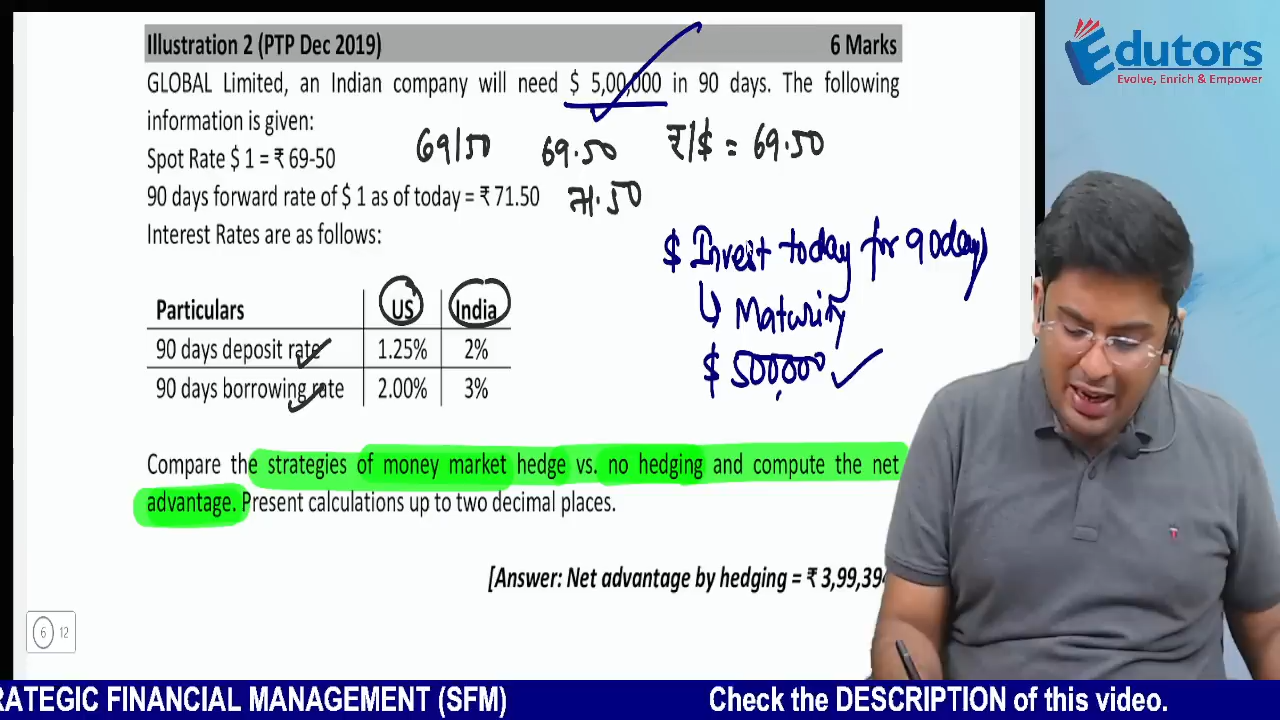 Illustration 2 (PTP Dec 2019) 6 Marks
Edutors
Evolve, Enrich & Empower
GLOBAL Limited, an Indian company will need $ 5,00,000 in 90 days. The following
information is given:
69/50 69.50 ₹/$ = 69.50
Spot Rate $ 1 = ₹ 69-50
90 days forward rate of $ 1 as of today = ₹ 71.50 71.50
Interest Rates are as follows:
$ Invest today for 90days
↳ Maturity
$ 500,000
Particulars US India
90 days deposit rate 1.25% 2%
90 days borrowing rate 2.00% 3%
Compare the strategies of money market hedge vs. no hedging and compute the net
advantage. Present calculations up to two decimal places.
[Answer: Net advantage by hedging = ₹ 3,99,394
6 12
RATEGIC FINANCIAL MANAGEMENT (SFM) Check the DESCRIPTION of this video.